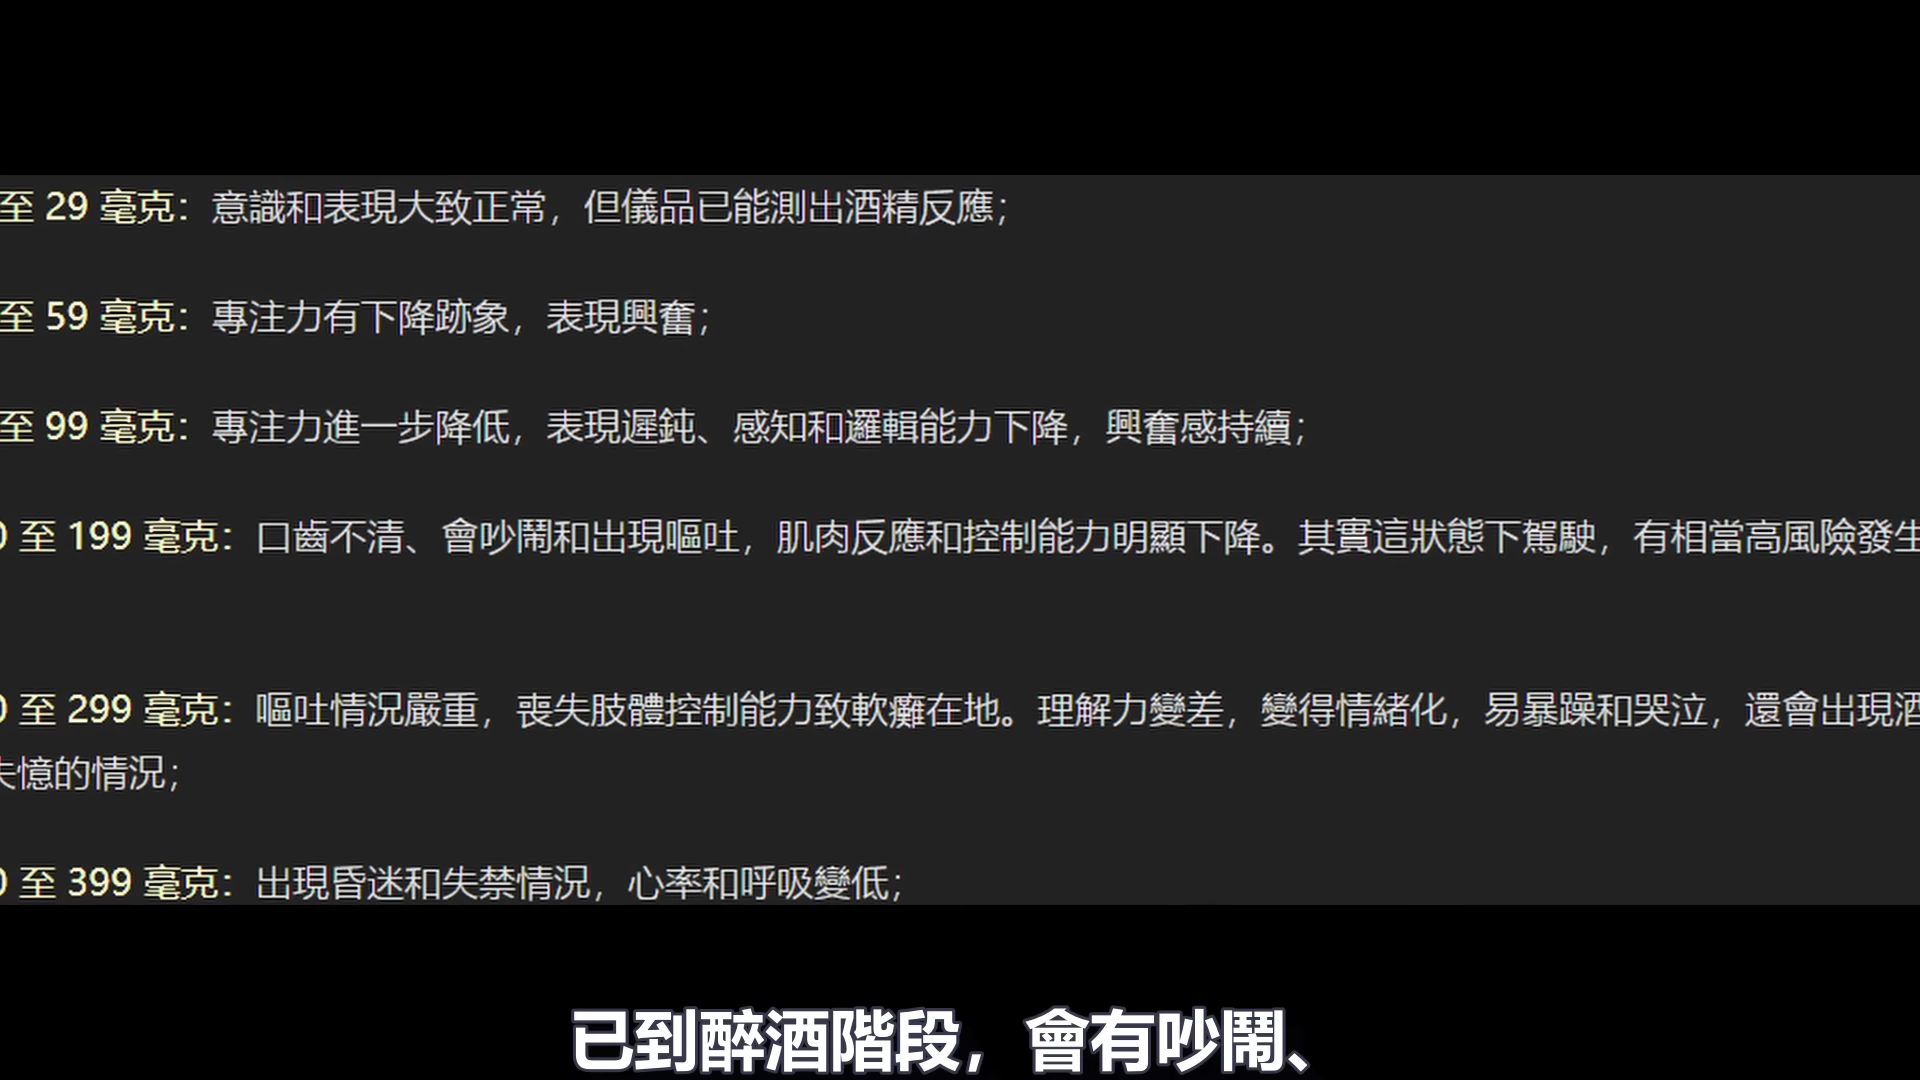 至 29 毫克：意識和表現大致正常，但儀品已能測出酒精反應；
至 59 毫克：專注力有下降跡象，表現興奮；
至 99 毫克：專注力進一步降低，表現遲鈍、感知和邏輯能力下降，興奮感持續；
0 至 199 毫克：口齒不清、會吵鬧和出現嘔吐，肌肉反應和控制能力明顯下降。其實這狀態下駕駛，有相當高風險發生
0 至 299 毫克：嘔吐情況嚴重，喪失肢體控制能力致軟癱在地。理解力變差，變得情緒化，易暴躁和哭泣，還會出現酒
失憶的情況；
0 至 399 毫克：出現昏迷和失禁情況，心率和呼吸變低；
已到醉酒階段，會有吵鬧、